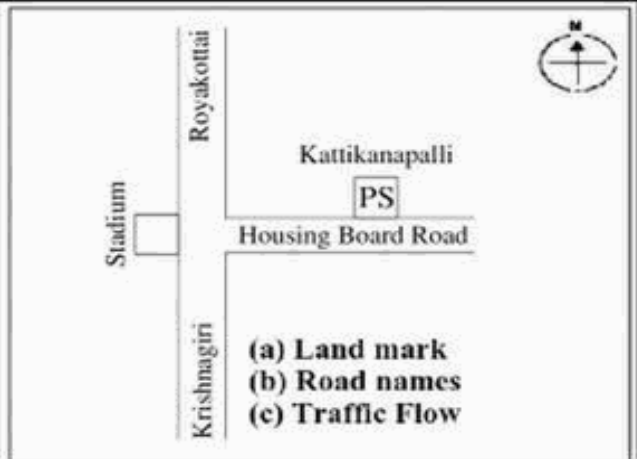 N
Royakottai
Kattikanapalli
PS
Stadium
Housing Board Road
Krishnagiri
(a) Land mark
(b) Road names
(c) Traffic Flow